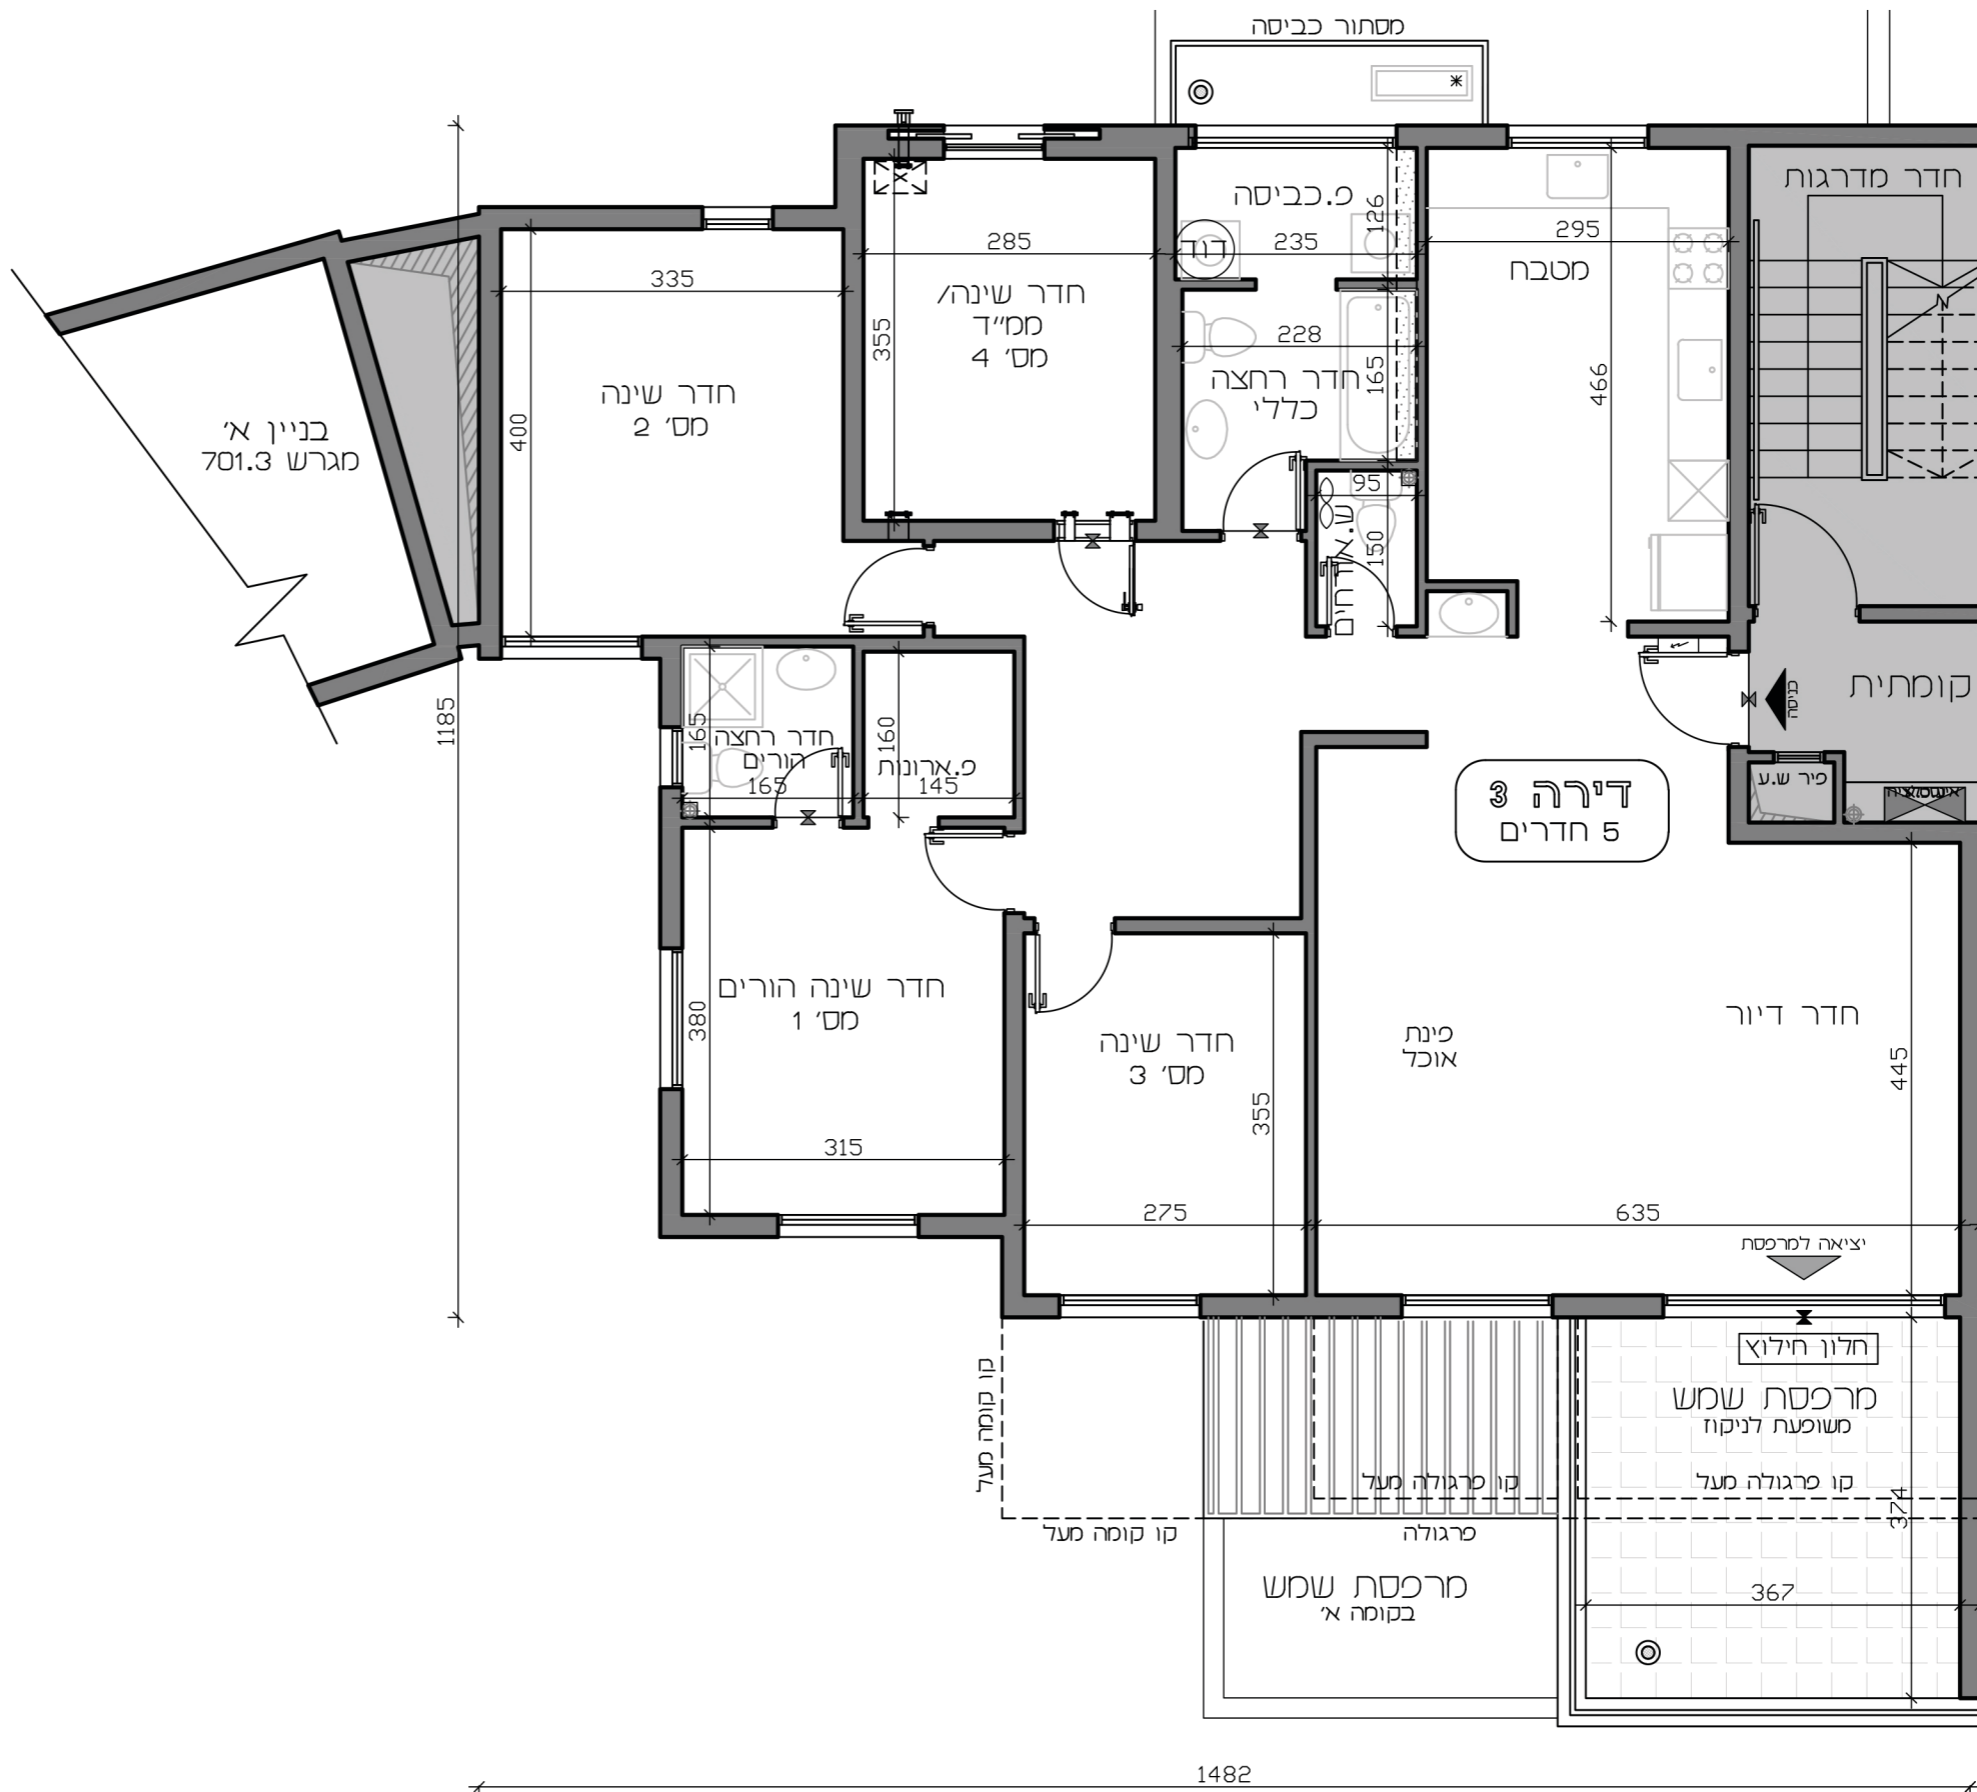 מסתור כביסה
חדר מדרגות
פ.כביסה
126
דוד
235
285
295
מטבח
335
חדר שינה/
ממ״ד
מס׳ 4
355
228
165
חדר רחצה
כללי
466
חדר שינה
מס׳ 2
400
בניין א׳
מגרש 701.3
95
ש.אורחים
150
קומתית
כניסה
1185
165
חדר רחצה
הורים
165
160
פ.ארונות
145
דירה 3
5 חדרים
פיר ש.ע
חדר שינה הורים
מס׳ 1
380
315
חדר שינה
מס׳ 3
355
275
פינת
אוכל
חדר דיור
445
635
יציאה למרפסת
חלון חילוץ
מרפסת שמש
משופעת לניקוז
קו קומה מעל
קו פרגולה מעל
קו פרגולה מעל
374
קו קומה מעל
פרגולה
מרפסת שמש
בקומה א׳
367
1482